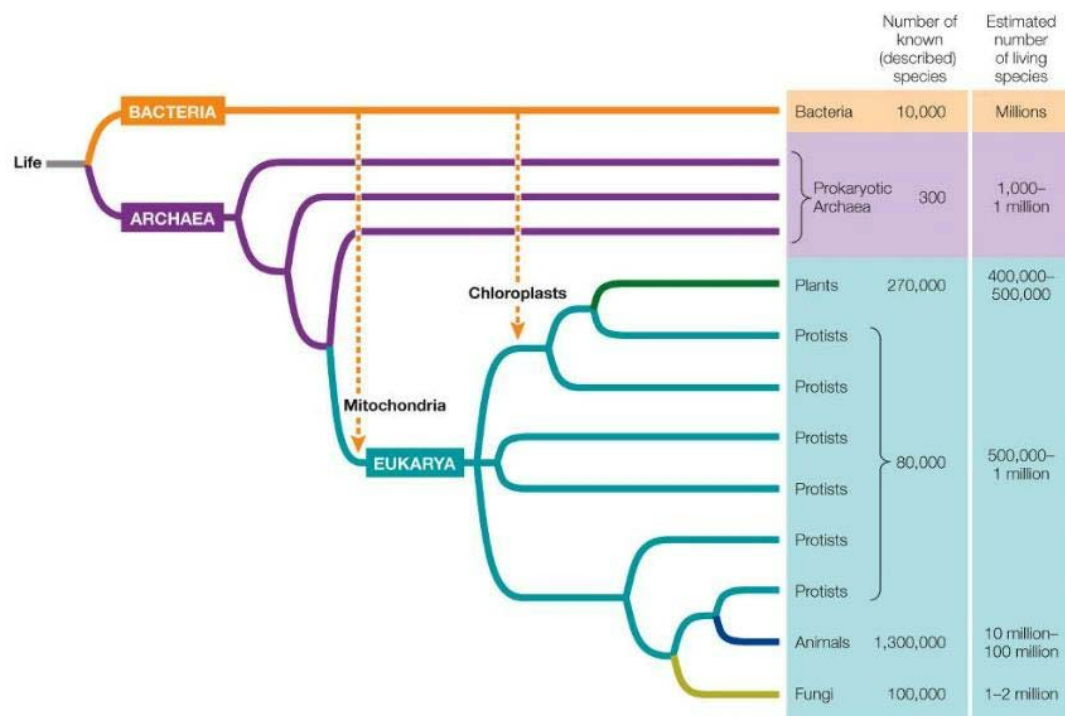 Number of
known
(described)
species
Estimated
number
of living
species
BACTERIA
Bacteria 10,000 Millions
Life
ARCHAEA
Prokaryotic
Archaea
300
1,000–
1 million
Chloroplasts
Plants 270,000
400,000–
500,000
Protists
Protists
Mitochondria
Protists
EUKARYA
80,000
500,000–
1 million
Protists
Protists
Protists
Animals 1,300,000
10 million–
100 million
Fungi 100,000 1–2 million